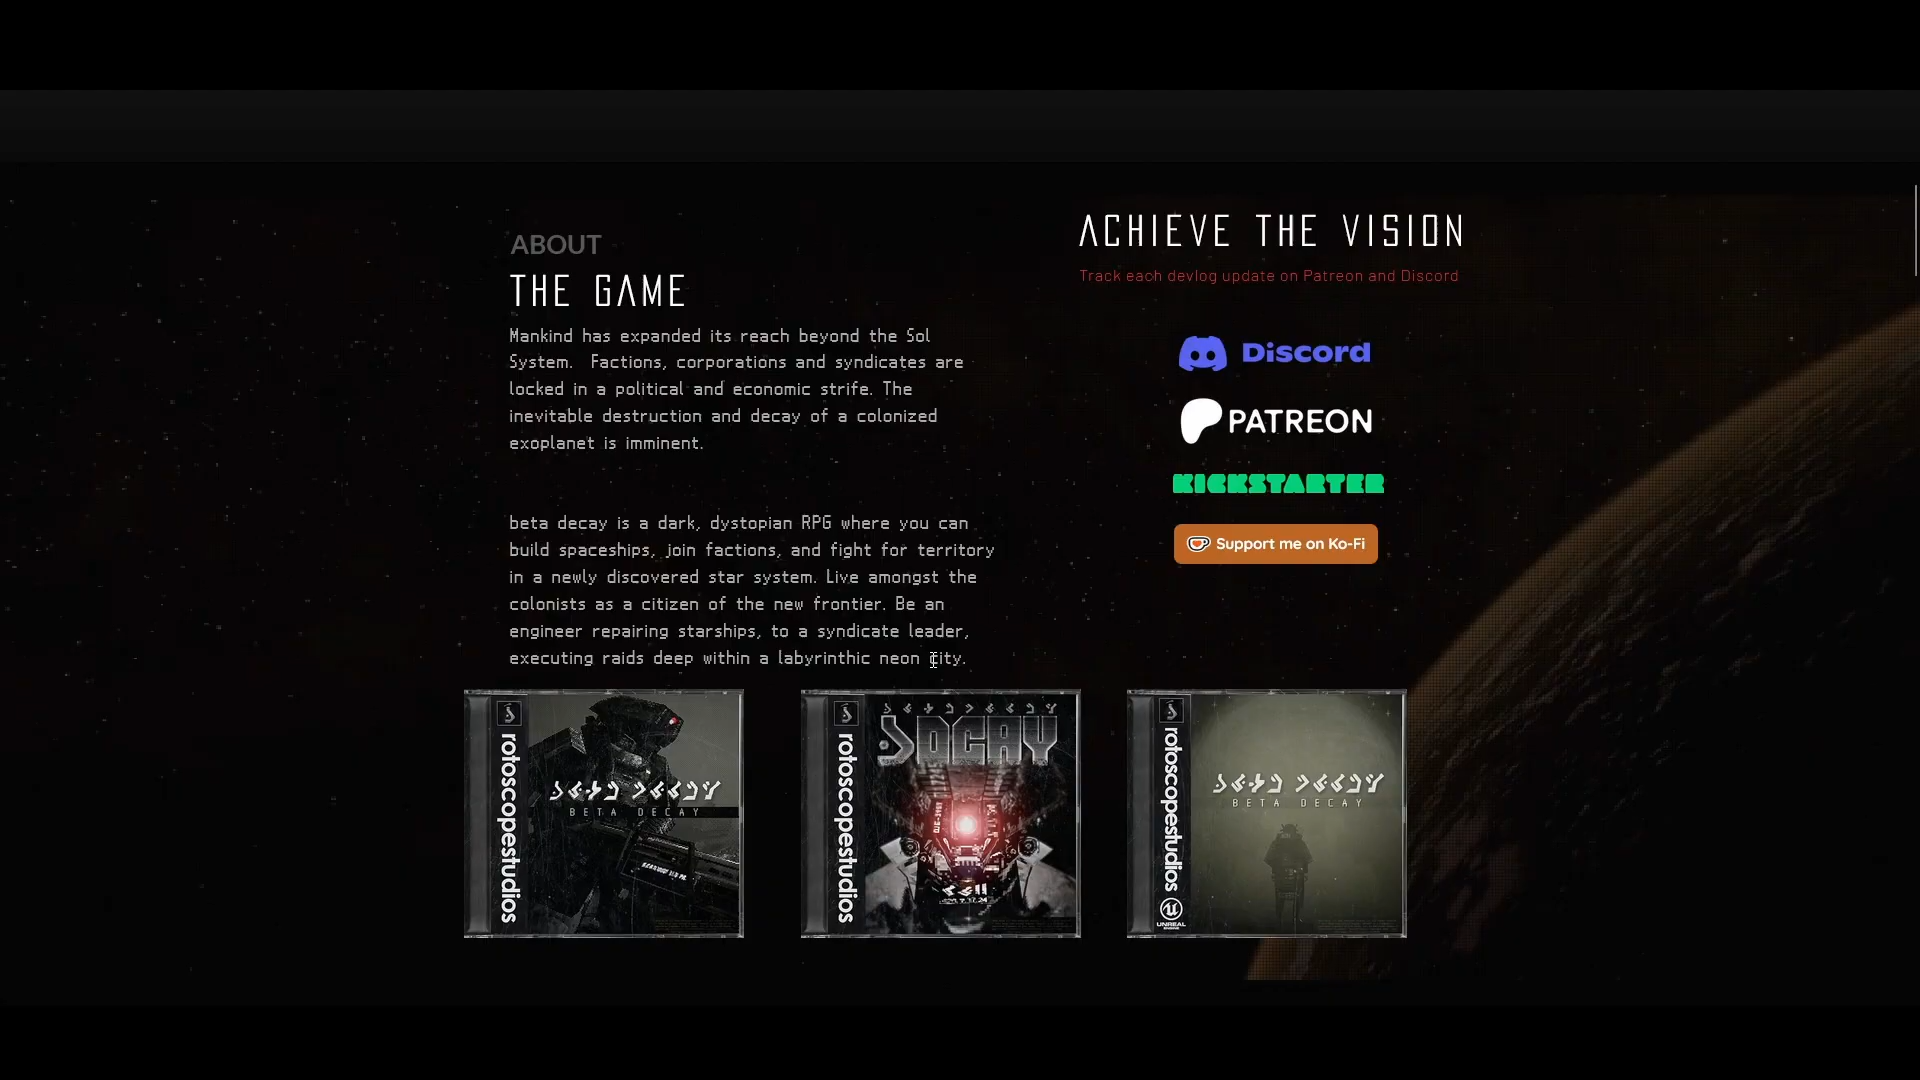 ABOUT
THE GAME
Mankind has expanded its reach beyond the Sol
System.  Factions, corporations and syndicates are
locked in a political and economic strife. The
inevitable destruction and decay of a colonized
exoplanet is imminent.
beta decay is a dark, dystopian RPG where you can
build spaceships, join factions, and fight for territory
in a newly discovered star system. Live amongst the
colonists as a citizen of the new frontier. Be an
engineer repairing starships, to a syndicate leader,
executing raids deep within a labyrinthic neon city.
ACHIEVE THE VISION
Track each devlog update on Patreon and Discord
Discord
PATREON
KICKSTARTER
Support me on Ko-Fi
rotoscopestudios
BETA DECAY
rotoscopestudios
rotoscopestudios
BETA DECAY
UNREAL
ENGINE